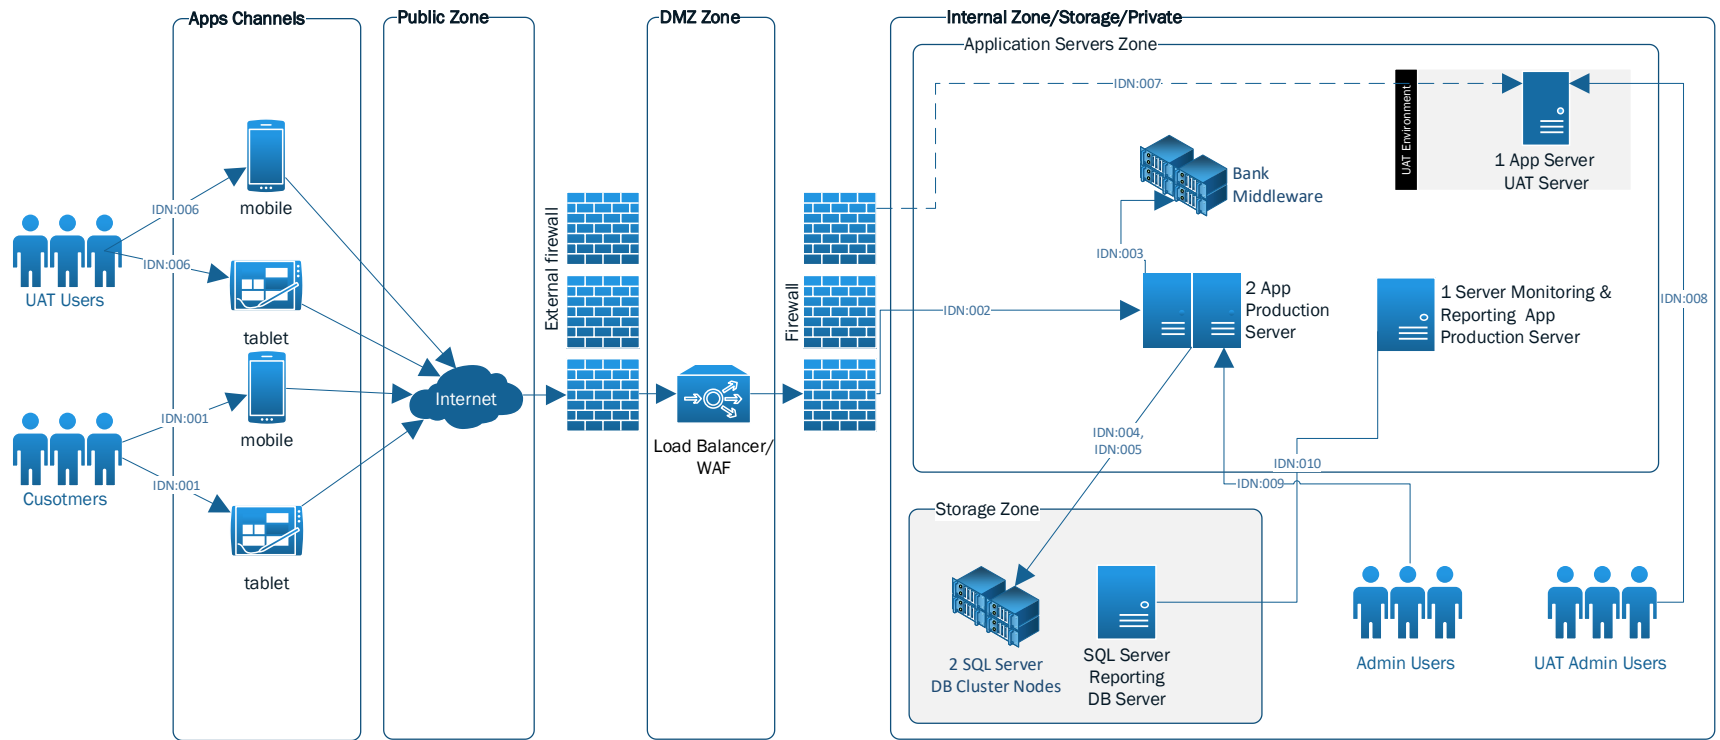 Apps Channels
Public Zone
DMZ Zone
Internal Zone/Storage/Private
Application Servers Zone
IDN:007
UAT Environment
1 App Server
UAT Server
Bank
Middleware
IDN:006
mobile
IDN:006
UAT Users
tablet
External firewall
Firewall
IDN:003
IDN:002
2 App
Production
Server
1 Server Monitoring &
Reporting App
Production Server
IDN:008
IDN:001
mobile
IDN:001
Cusotmers
tablet
Internet
Load Balancer/
WAF
IDN:004,
IDN:005
IDN:010
IDN:009
Storage Zone
2 SQL Server
DB Cluster Nodes
SQL Server
Reporting
DB Server
Admin Users
UAT Admin Users